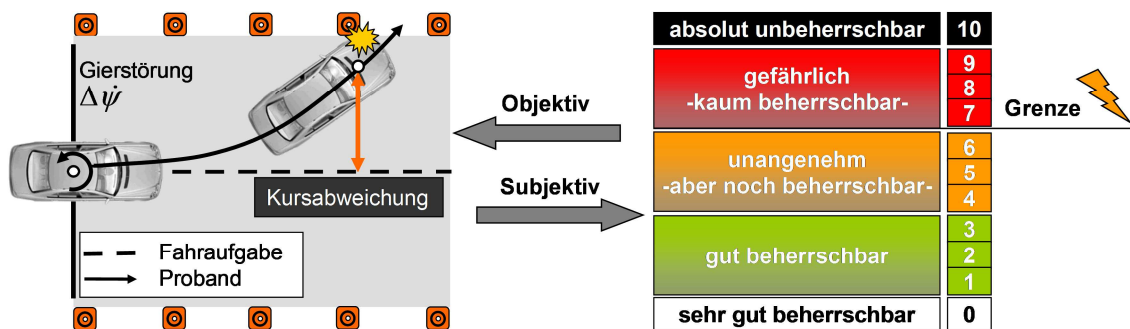 Gierstörung
Δψ̇
Kursabweichung
Fahraufgabe
Proband
Objektiv
Subjektiv
absolut unbeherrschbar 10
gefährlich
-kaum beherrschbar-
9
8
7
Grenze
unangenehm
-aber noch beherrschbar-
6
5
4
gut beherrschbar
3
2
1
sehr gut beherrschbar 0